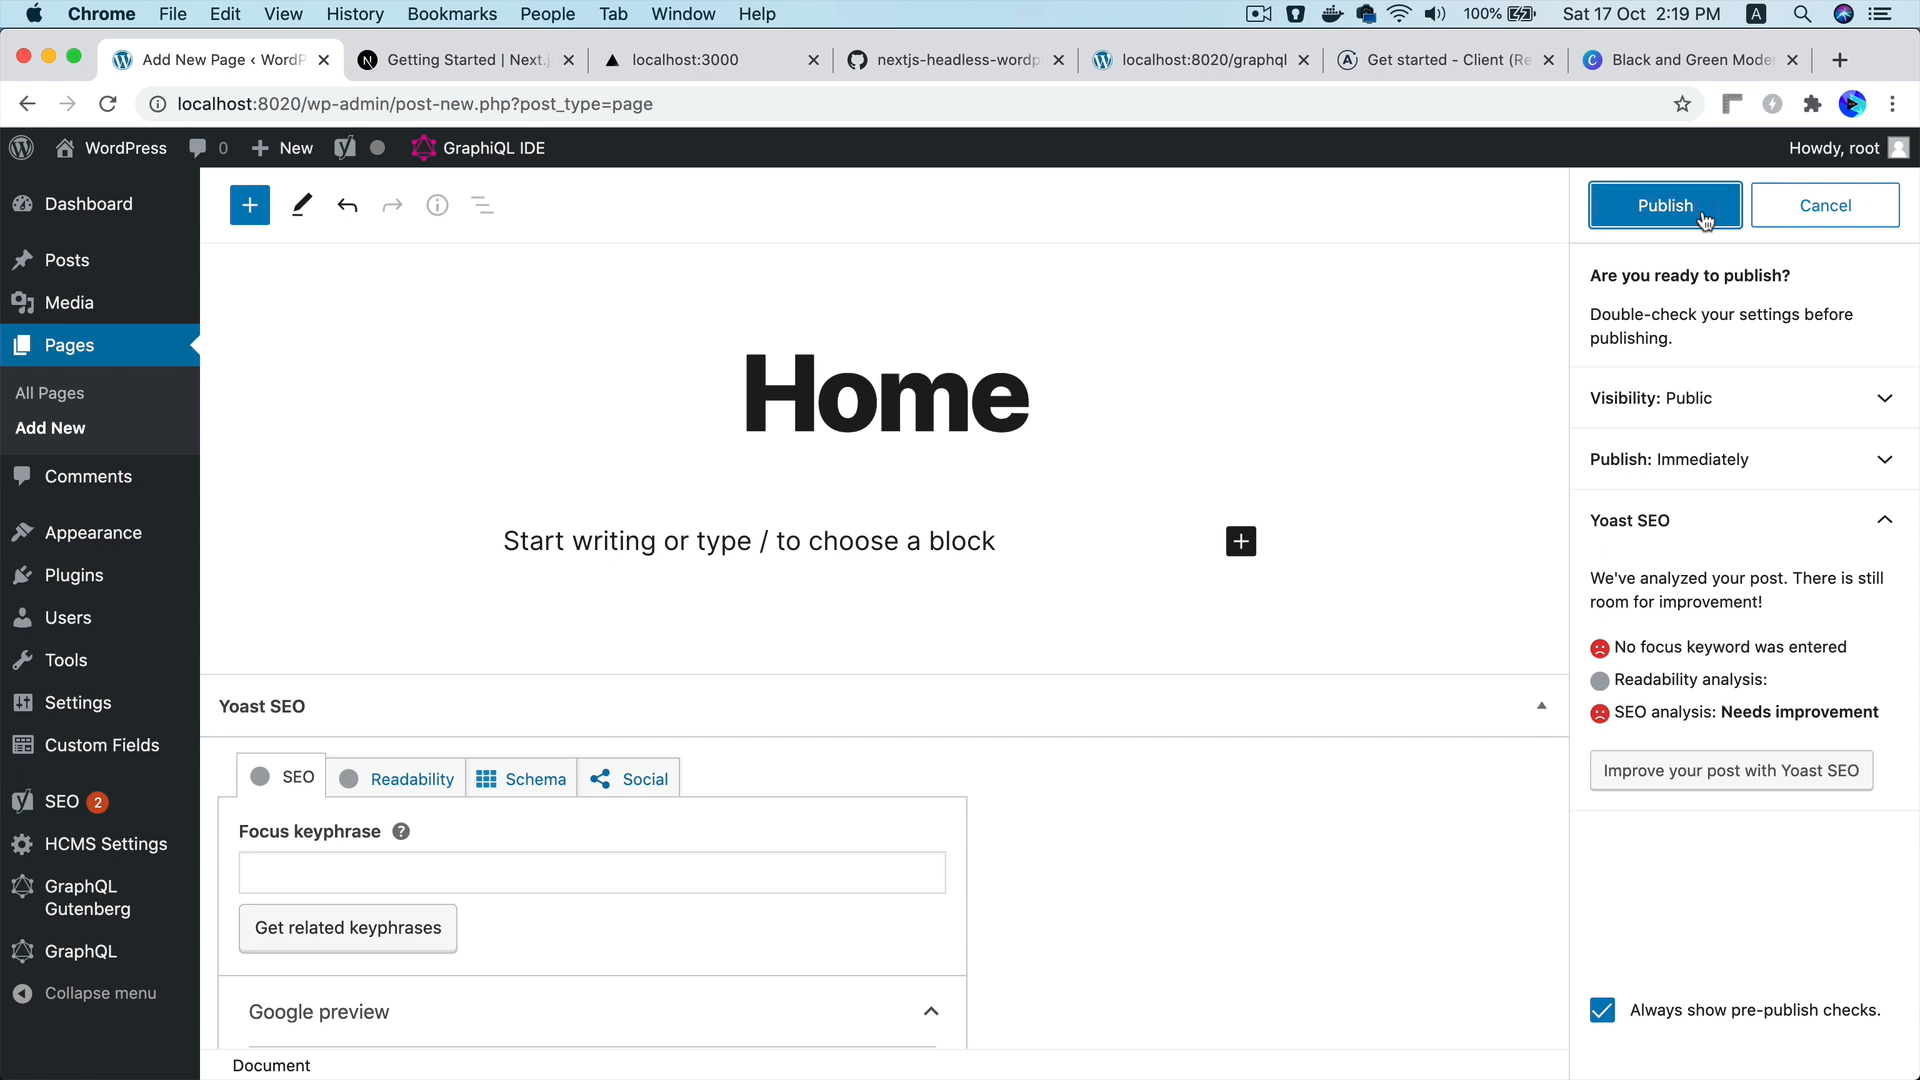 Chrome File Edit View History Bookmarks People Tab Window Help 100% Sat 17 Oct 2:19 PM A
Add New Page ‹ WordP Getting Started | Next.j localhost:3000 nextjs-headless-wordp localhost:8020/graphql Get started - Client (Re Black and Green Moder
localhost:8020/wp-admin/post-new.php?post_type=page
WordPress 0 New GraphiQL IDE Howdy, root
Dashboard
Posts
Media
Pages
All Pages
Add New
Comments
Appearance
Plugins
Users
Tools
Settings
Custom Fields
SEO 2
HCMS Settings
GraphQL
Gutenberg
GraphQL
Collapse menu
Home
Start writing or type / to choose a block
Yoast SEO
SEO Readability Schema Social
Focus keyphrase ?
Get related keyphrases
Google preview
Document
Publish Cancel
Are you ready to publish?
Double-check your settings before
publishing.
Visibility: Public
Publish: Immediately
Yoast SEO
We've analyzed your post. There is still
room for improvement!
No focus keyword was entered
Readability analysis:
SEO analysis: Needs improvement
Improve your post with Yoast SEO
Always show pre-publish checks.